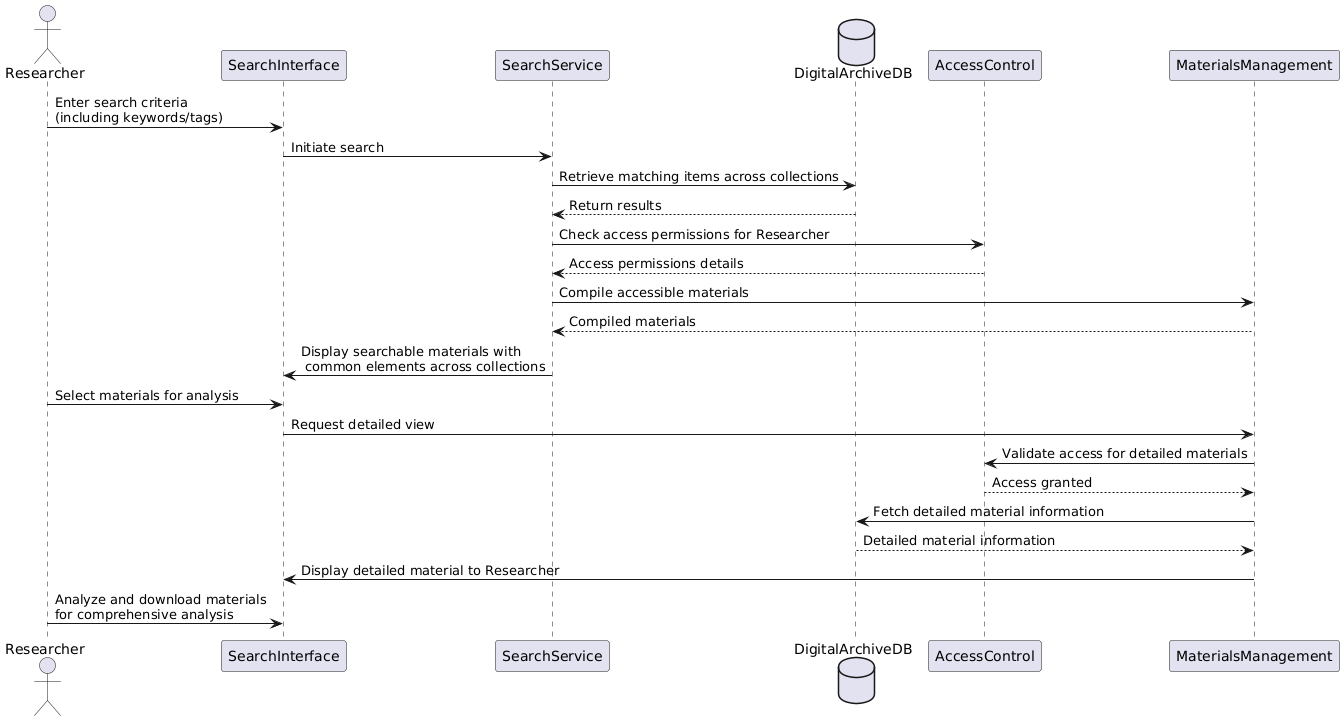 Researcher
SearchInterface
SearchService
DigitalArchiveDB
AccessControl
MaterialsManagement
Enter search criteria
(including keywords/tags)
Initiate search
Retrieve matching items across collections
Return results
Check access permissions for Researcher
Access permissions details
Compile accessible materials
Compiled materials
Display searchable materials with
common elements across collections
Select materials for analysis
Request detailed view
Validate access for detailed materials
Access granted
Fetch detailed material information
Detailed material information
Display detailed material to Researcher
Analyze and download materials
for comprehensive analysis
Researcher
SearchInterface
SearchService
DigitalArchiveDB
AccessControl
MaterialsManagement